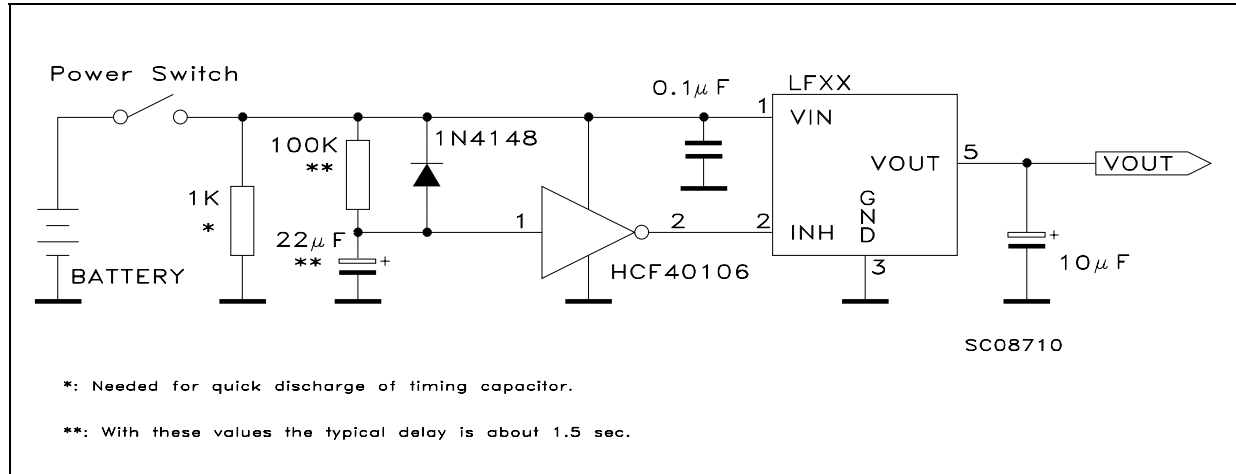 Power Switch
0.1μF
LFXX
1
VIN
100K
**
1N4148
VOUT
5
VOUT
1K
*
GND
1
2
2
INH
22μF
**
+
+
HCF40106
3
10μF
BATTERY
SC08710
*: Needed for quick discharge of timing capacitor.
**: With these values the typical delay is about 1.5 sec.